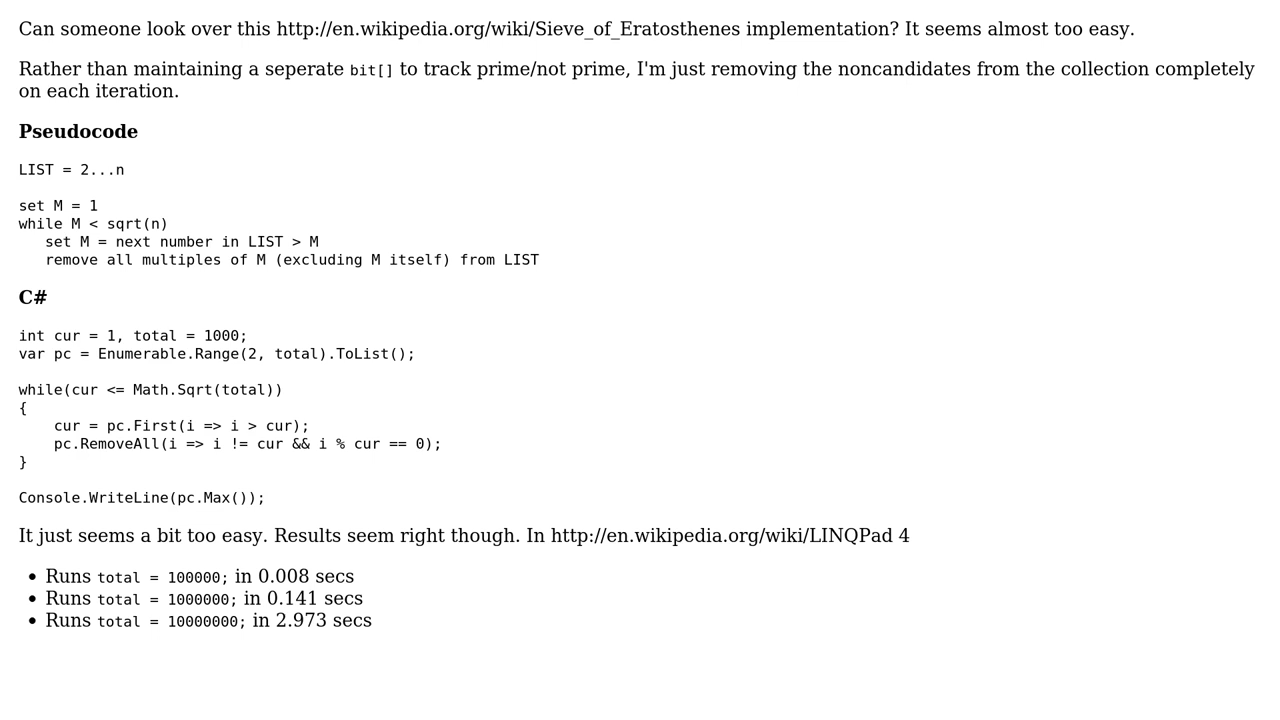 Can someone look over this http://en.wikipedia.org/wiki/Sieve_of_Eratosthenes implementation? It seems almost too easy.
Rather than maintaining a seperate bit[] to track prime/not prime, I'm just removing the noncandidates from the collection completely
on each iteration.
Pseudocode
LIST = 2...n
set M = 1
while M < sqrt(n)
   set M = next number in LIST > M
   remove all multiples of M (excluding M itself) from LIST
C#
int cur = 1, total = 1000;
var pc = Enumerable.Range(2, total).ToList();
while(cur <= Math.Sqrt(total))
{
    cur = pc.First(i => i > cur);
    pc.RemoveAll(i => i != cur && i % cur == 0);
}
Console.WriteLine(pc.Max());
It just seems a bit too easy. Results seem right though. In http://en.wikipedia.org/wiki/LINQPad 4
• Runs total = 100000; in 0.008 secs
• Runs total = 1000000; in 0.141 secs
• Runs total = 10000000; in 2.973 secs